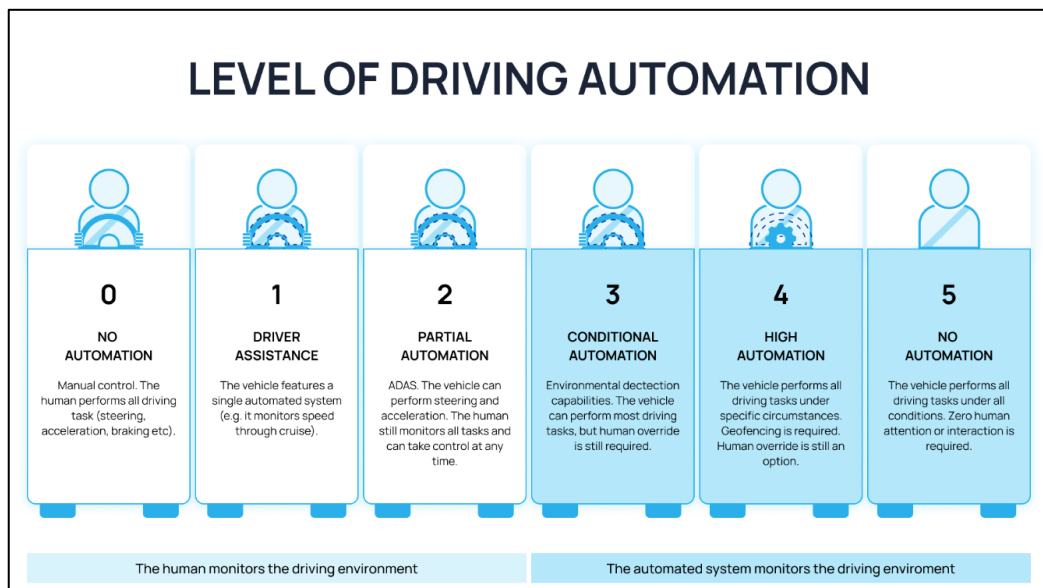 LEVEL OF DRIVING AUTOMATION
0
NO
AUTOMATION
Manual control. The
human performs all driving
task (steering,
acceleration, braking etc).
1
DRIVER
ASSISTANCE
The vehicle features a
single automated system
(e.g. it monitors speed
through cruise).
2
PARTIAL
AUTOMATION
ADAS. The vehicle can
perform steering and
acceleration. The human
still monitors all tasks and
can take control at any
time.
3
CONDITIONAL
AUTOMATION
Environmental dectection
capabilities. The vehicle
can perform most driving
tasks, but human override
is still required.
4
HIGH
AUTOMATION
The vehicle performs all
driving tasks under
specific circumstances.
Geofencing is required.
Human override is still an
option.
5
NO
AUTOMATION
The vehicle performs all
driving tasks under all
conditions. Zero human
attention or interaction is
required.
The human monitors the driving environment
The automated system monitors the driving enviroment